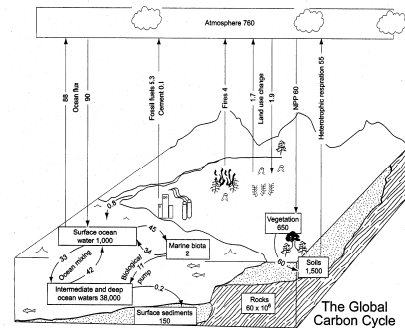 Atmosphere 760
88
Ocean flux
90
Fossil fuels 5.3
Cement 0.1
Fires 4
1.7
Land use change
1.9
NPP 60
Heterotrophic respiration 55
0.8
Surface ocean
water 1,000
45
34
Marine biota
2
33
Ocean mixing
42
Biological
pump
11
Intermediate and deep
ocean waters 38,000
0.2
Surface sediments
150
Vegetation
650
60
Soils
1,500
Rocks
60 x 10⁶
The Global
Carbon Cycle